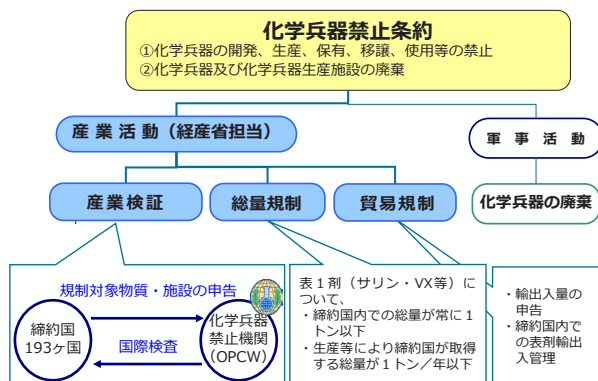 化学兵器禁止条約
①化学兵器の開発、生産、保有、移譲、使用等の禁止
②化学兵器及び化学兵器生産施設の廃棄
産業活動（経産省担当）
軍事活動
産業検証
総量規制
貿易規制
化学兵器の廃棄
規制対象物質・施設の申告
締約国
193ヶ国
化学兵器
禁止機関
（OPCW）
国際検査
表１剤（サリン・VX等）に
ついて、
・締約国内での総量が常に１
トン以下
・生産等により締約国が取得
する総量が１トン／年以下
・輸出入量の
申告
・締約国内で
の表剤輸出
入管理